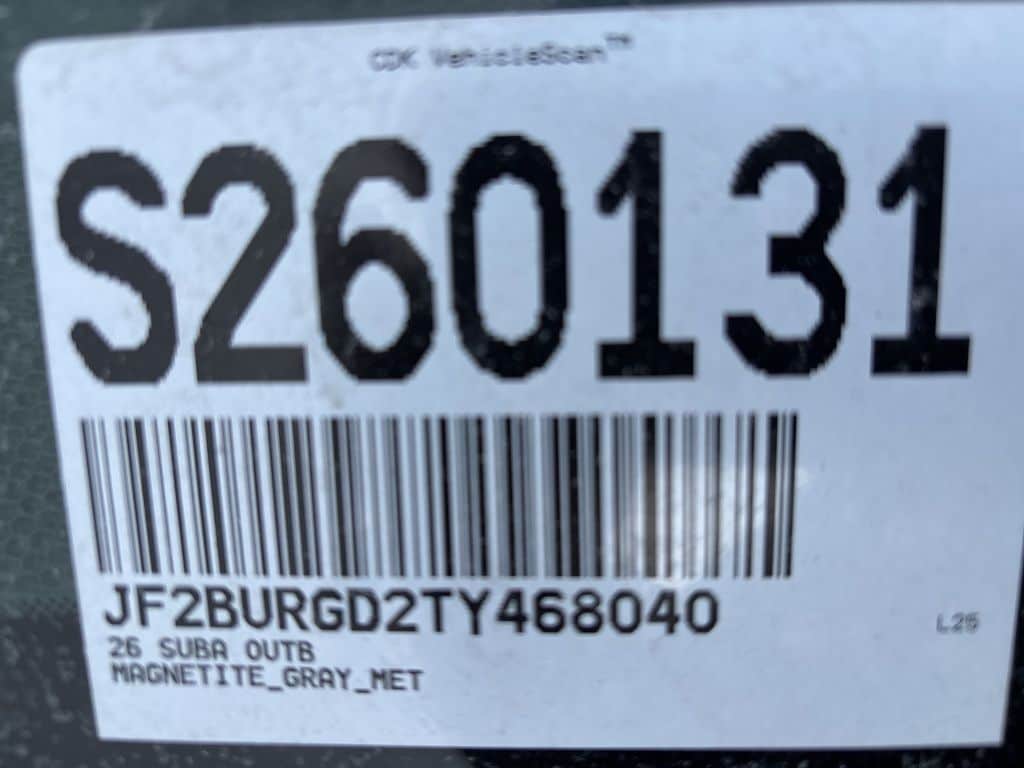 CDK VehicleScan™
S260131
JF2BURGD2TY468040
26 SUBA OUTB
MAGNETITE_GRAY_MET
L25